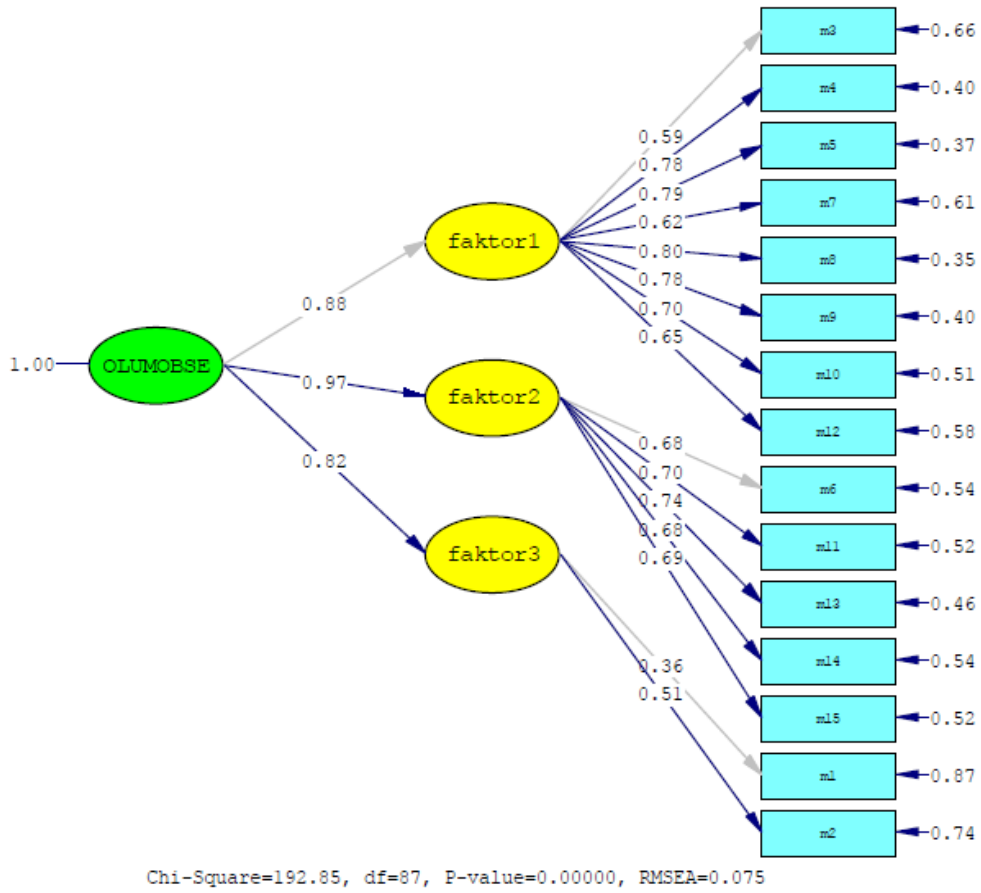 m3 0.66
m4 0.40
0.59
m5 0.37
0.78
0.79
m7 0.61
0.62
faktor1
0.80
m8 0.35
0.78
0.88
0.70
m9 0.40
0.65
1.00 OLUMOBSE
m10 0.51
0.97
faktor2
m12 0.58
0.68
0.82
0.70
m6 0.54
0.74
0.68
m11 0.52
faktor3
0.69
m13 0.46
m14 0.54
0.36
0.51
m15 0.52
m1 0.87
m2 0.74
Chi-Square=192.85, df=87, P-value=0.00000, RMSEA=0.075